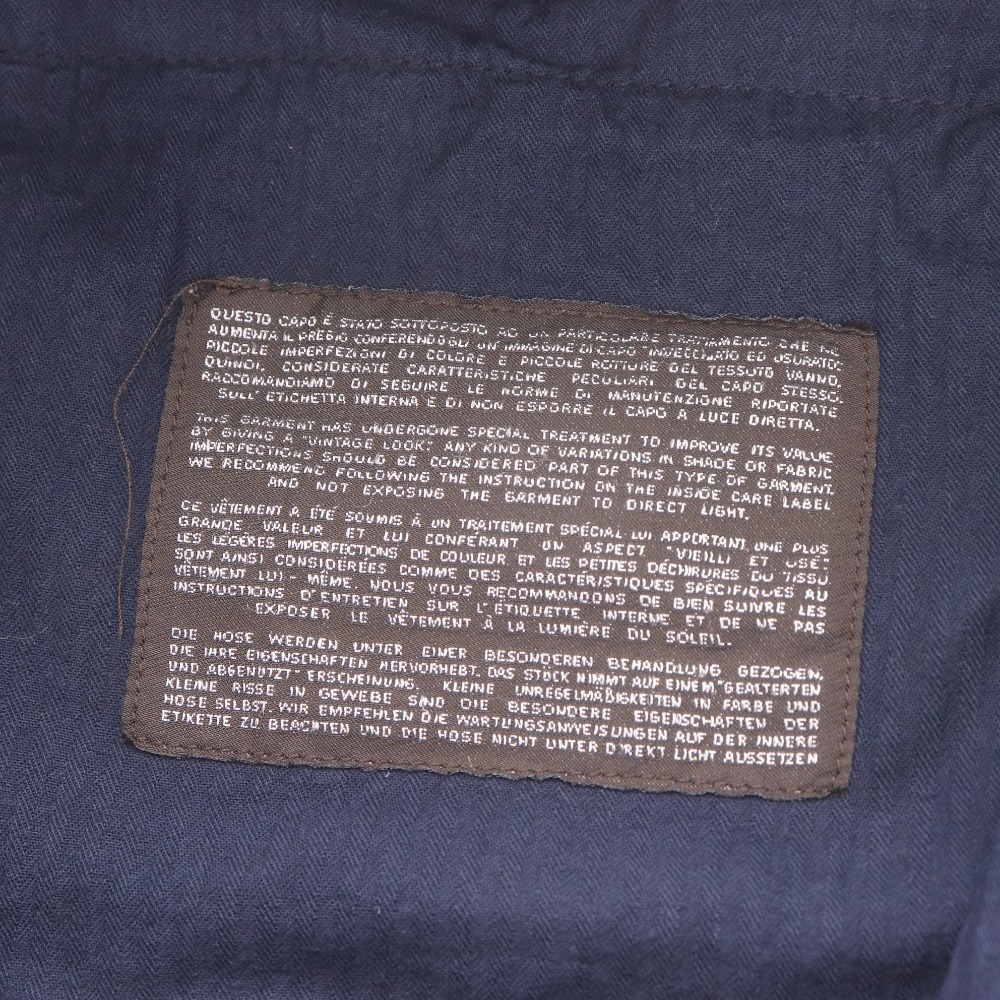 QUESTO CAPO È STATO SOTTOPOSTO AD UN PARTICOLARE TRATTAMENTO CHE NE
AUMENTA IL PREGIO CONFERENDOGLI UN'IMMAGINE DI CAPO "INVECCHIATO ED USURATO":
PICCOLE IMPERFEZIONI DI COLORE E PICCOLE ROTTURE DEL TESSUTO VANNO,
QUINDI, CONSIDERATE CARATTERISTICHE PECULIARI DEL CAPO STESSO.
RACCOMANDIAMO DI SEGUIRE LE NORME DI MANUTENZIONE RIPORTATE
SULL'ETICHETTA INTERNA E DI NON ESPORRE IL CAPO A LUCE DIRETTA.
THIS GARMENT HAS UNDERGONE SPECIAL TREATMENT TO IMPROVE ITS VALUE
BY GIVING A "VINTAGE LOOK". ANY KIND OF VARIATIONS IN SHADE OR FABRIC
IMPERFECTIONS SHOULD BE CONSIDERED PART OF THIS TYPE OF GARMENT.
WE RECOMMEND FOLLOWING THE INSTRUCTION ON THE INSIDE CARE LABEL
AND NOT EXPOSING THE GARMENT TO DIRECT LIGHT.
CE VÊTEMENT A ÉTÉ SOUMIS À UN TRAITEMENT SPÉCIAL LUI APPORTANT UNE PLUS
GRANDE VALEUR ET LUI CONFÉRANT UN ASPECT "VIEILLI ET USÉ":
LES LÉGÈRES IMPERFECTIONS DE COULEUR ET LES PETITES DÉCHIRURES DU TISSU
SONT AINSI CONSIDÉRÉES COMME DES CARACTÉRISTIQUES SPÉCIFIQUES AU
VÊTEMENT LUI-MÊME. NOUS VOUS RECOMMANDONS DE BIEN SUIVRE LES
INSTRUCTIONS D'ENTRETIEN SUR L'ÉTIQUETTE INTERNE ET DE NE PAS
EXPOSER LE VÊTEMENT À LA LUMIÈRE DU SOLEIL.
DIE HOSE WERDEN UNTER EINER BESONDEREN BEHANDLUNG GEZOGEN,
DIE IHRE EIGENSCHAFTEN HERVORHEBT. DAS STÜCK NIMMT AUF EINEM "GEALTERTEN
UND ABGENUTZT" ERSCHEINUNG. KLEINE UNREGELMÄßIGKEITEN IN FARBE UND
KLEINE RISSE IN GEWEBE SIND DIE BESONDERE EIGENSCHAFTEN DER
HOSE SELBST. WIR EMPFEHLEN DIE WARTUNGSANWEISUNGEN AUF DER INNERE
ETIKETTE ZU BEACHTEN UND DIE HOSE NICHT UNTER DIREKT LICHT AUSSETZEN